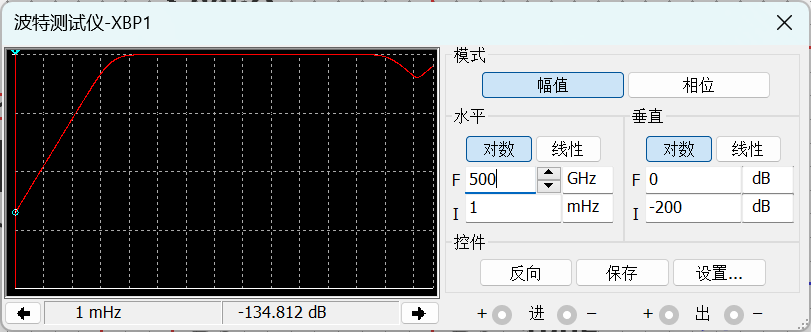 波特测试仪-XBP1
模式
幅值 相位
水平 垂直
对数 线性 对数 线性
F 500 GHz F 0 dB
I 1 mHz I -200 dB
控件
反向 保存 设置...
1 mHz -134.812 dB + 进 − + 出 −